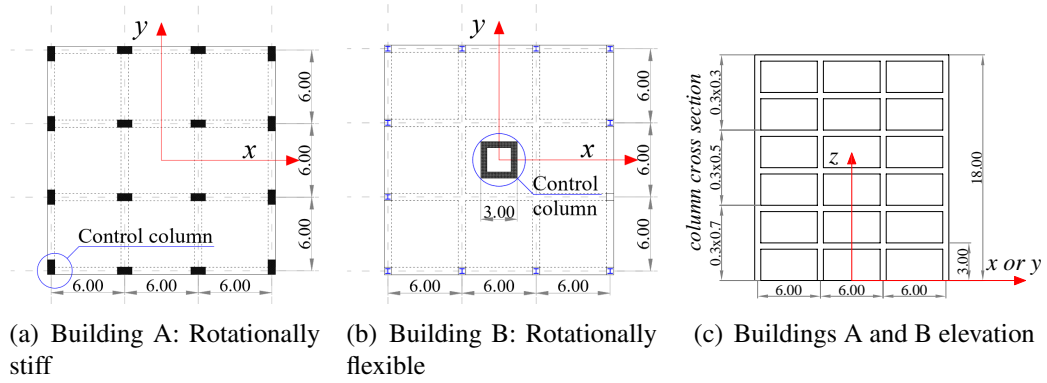 y
x
6.00
6.00
6.00
Control column
6.00
6.00
6.00
(a) Building A: Rotationally
stiff
y
x
6.00
6.00
6.00
Control
column
3.00
6.00
6.00
6.00
(b) Building B: Rotationally
flexible
column cross section
0.3x0.3
0.3x0.5
0.3x0.7
z
18.00
3.00
x or y
6.00
6.00
6.00
(c) Buildings A and B elevation